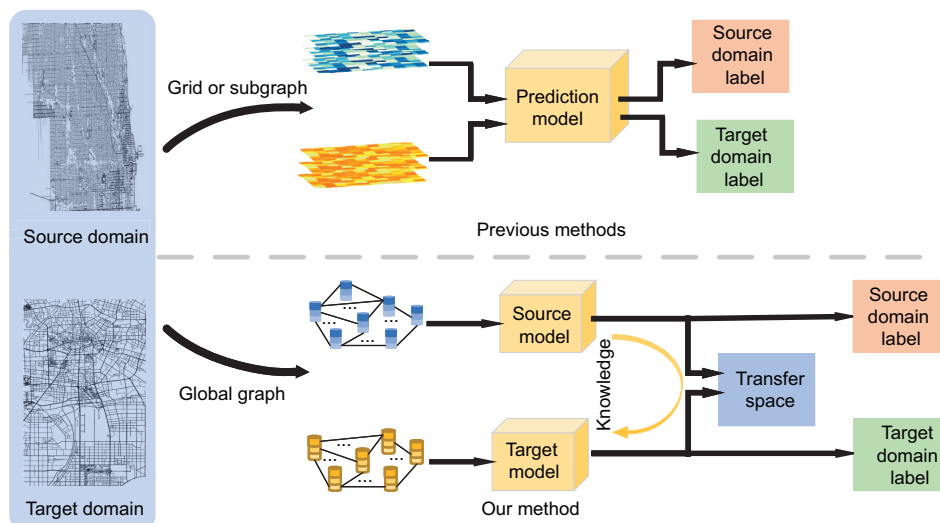 Source domain
Target domain
Grid or subgraph
Prediction
model
Source
domain
label
Target
domain
label
Previous methods
Global graph
...
...
...
Source
model
Knowledge
...
...
...
Target
model
Transfer
space
Source
domain
label
Target
domain
label
Our method